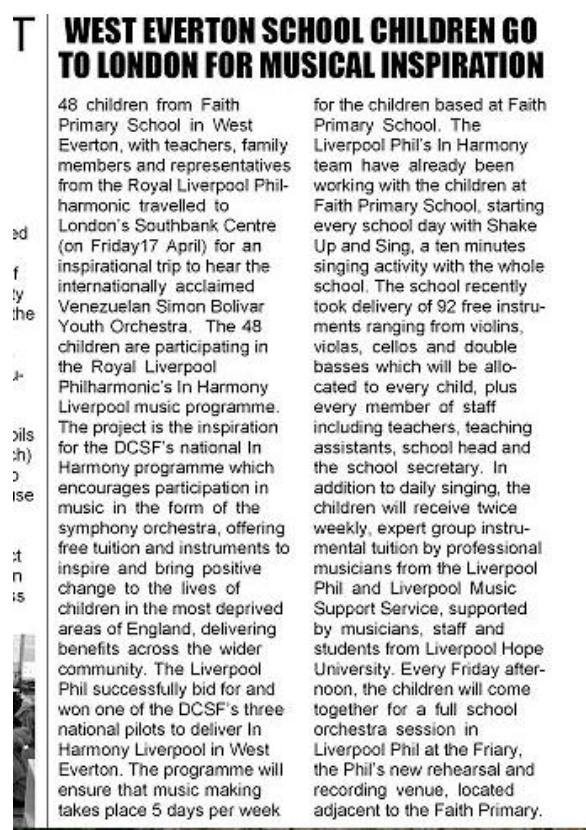 T
WEST EVERTON SCHOOL CHILDREN GO
TO LONDON FOR MUSICAL INSPIRATION
48 children from Faith
Primary School in West
Everton, with teachers, family
members and representatives
from the Royal Liverpool Phil-
harmonic travelled to
London's Southbank Centre
(on Friday17 April) for an
inspirational trip to hear the
internationally acclaimed
Venezuelan Simon Bolivar
Youth Orchestra. The 48
children are participating in
the Royal Liverpool
Philharmonic's In Harmony
Liverpool music programme.
The project is the inspiration
for the DCSF's national In
Harmony programme which
encourages participation in
music in the form of the
symphony orchestra, offering
free tuition and instruments to
inspire and bring positive
change to the lives of
children in the most deprived
areas of England, delivering
benefits across the wider
community. The Liverpool
Phil successfully bid for and
won one of the DCSF's three
national pilots to deliver In
Harmony Liverpool in West
Everton. The programme will
ensure that music making
takes place 5 days per week
for the children based at Faith
Primary School. The
Liverpool Phil's In Harmony
team have already been
working with the children at
Faith Primary School, starting
every school day with Shake
Up and Sing, a ten minutes
singing activity with the whole
school. The school recently
took delivery of 92 free instru-
ments ranging from violins,
violas, cellos and double
basses which will be allo-
cated to every child, plus
every member of staff
including teachers, teaching
assistants, school head and
the school secretary. In
addition to daily singing, the
children will receive twice
weekly, expert group instru-
mental tuition by professional
musicians from the Liverpool
Phil and Liverpool Music
Support Service, supported
by musicians, staff and
students from Liverpool Hope
University. Every Friday after-
noon, the children will come
together for a full school
orchestra session in
Liverpool Phil at the Friary,
the Phil's new rehearsal and
recording venue, located
adjacent to the Faith Primary.